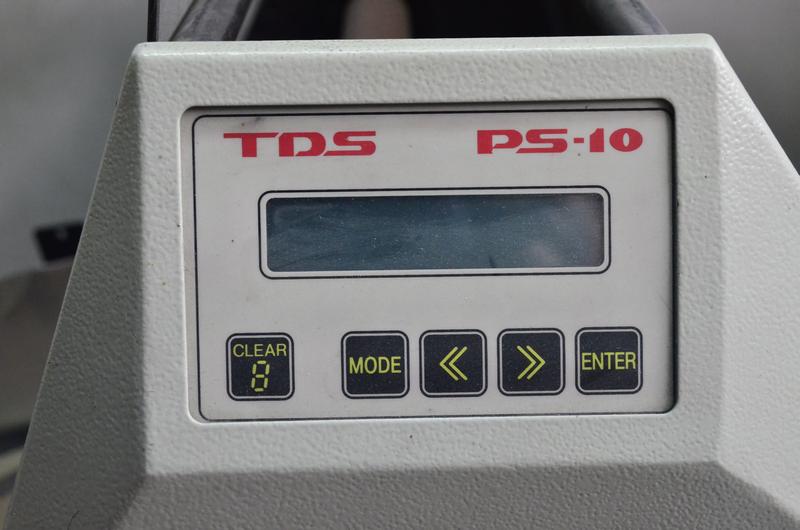 TDS PS-10
CLEAR
8
MODE « » ENTER